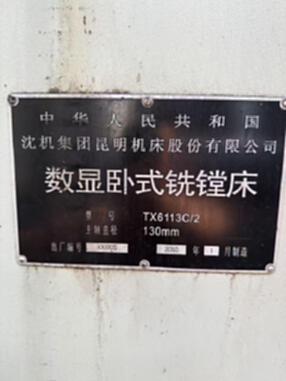 中华人民共和国
沈机集团昆明机床股份有限公司
数显卧式铣镗床
型号 TX6113C/2
主轴直径 130mm
出厂编号 年 1 月制造